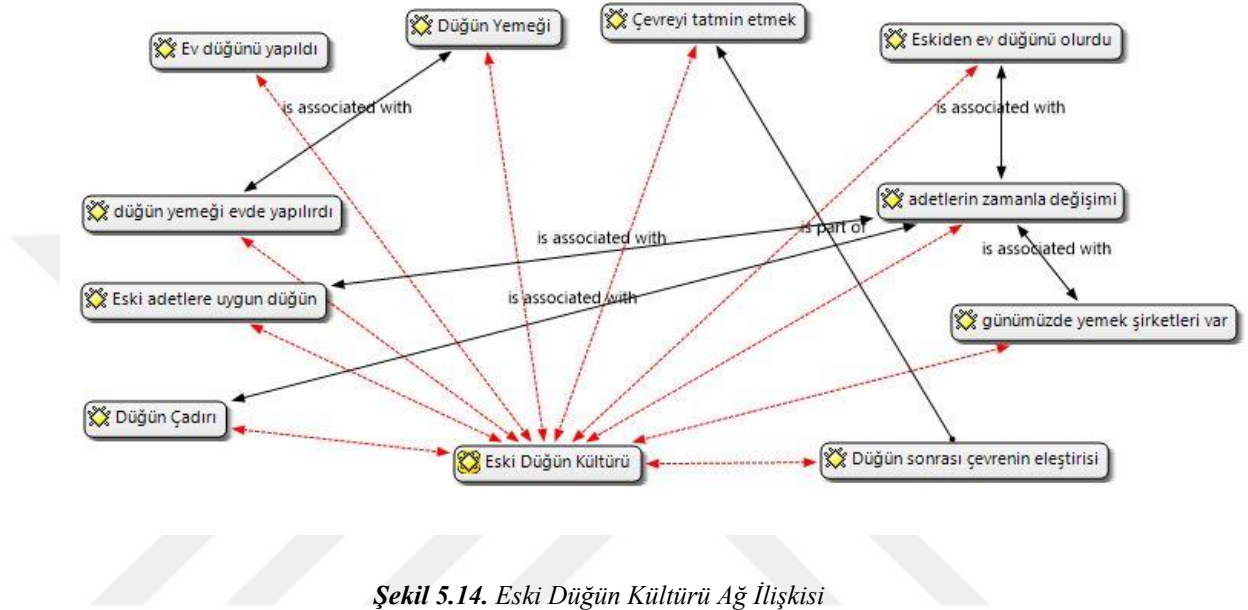 Ev düğünü yapıldı
Düğün Yemeği
Çevreyi tatmin etmek
Eskiden ev düğünü olurdu
is associated with
is associated with
düğün yemeği evde yapılırdı
adetlerin zamanla değişimi
is associated with
is part of
is associated with
Eski adetlere uygun düğün
is associated with
günümüzde yemek şirketleri var
Düğün Çadırı
Eski Düğün Kültürü
Düğün sonrası çevrenin eleştirisi
Şekil 5.14. Eski Düğün Kültürü Ağ İlişkisi